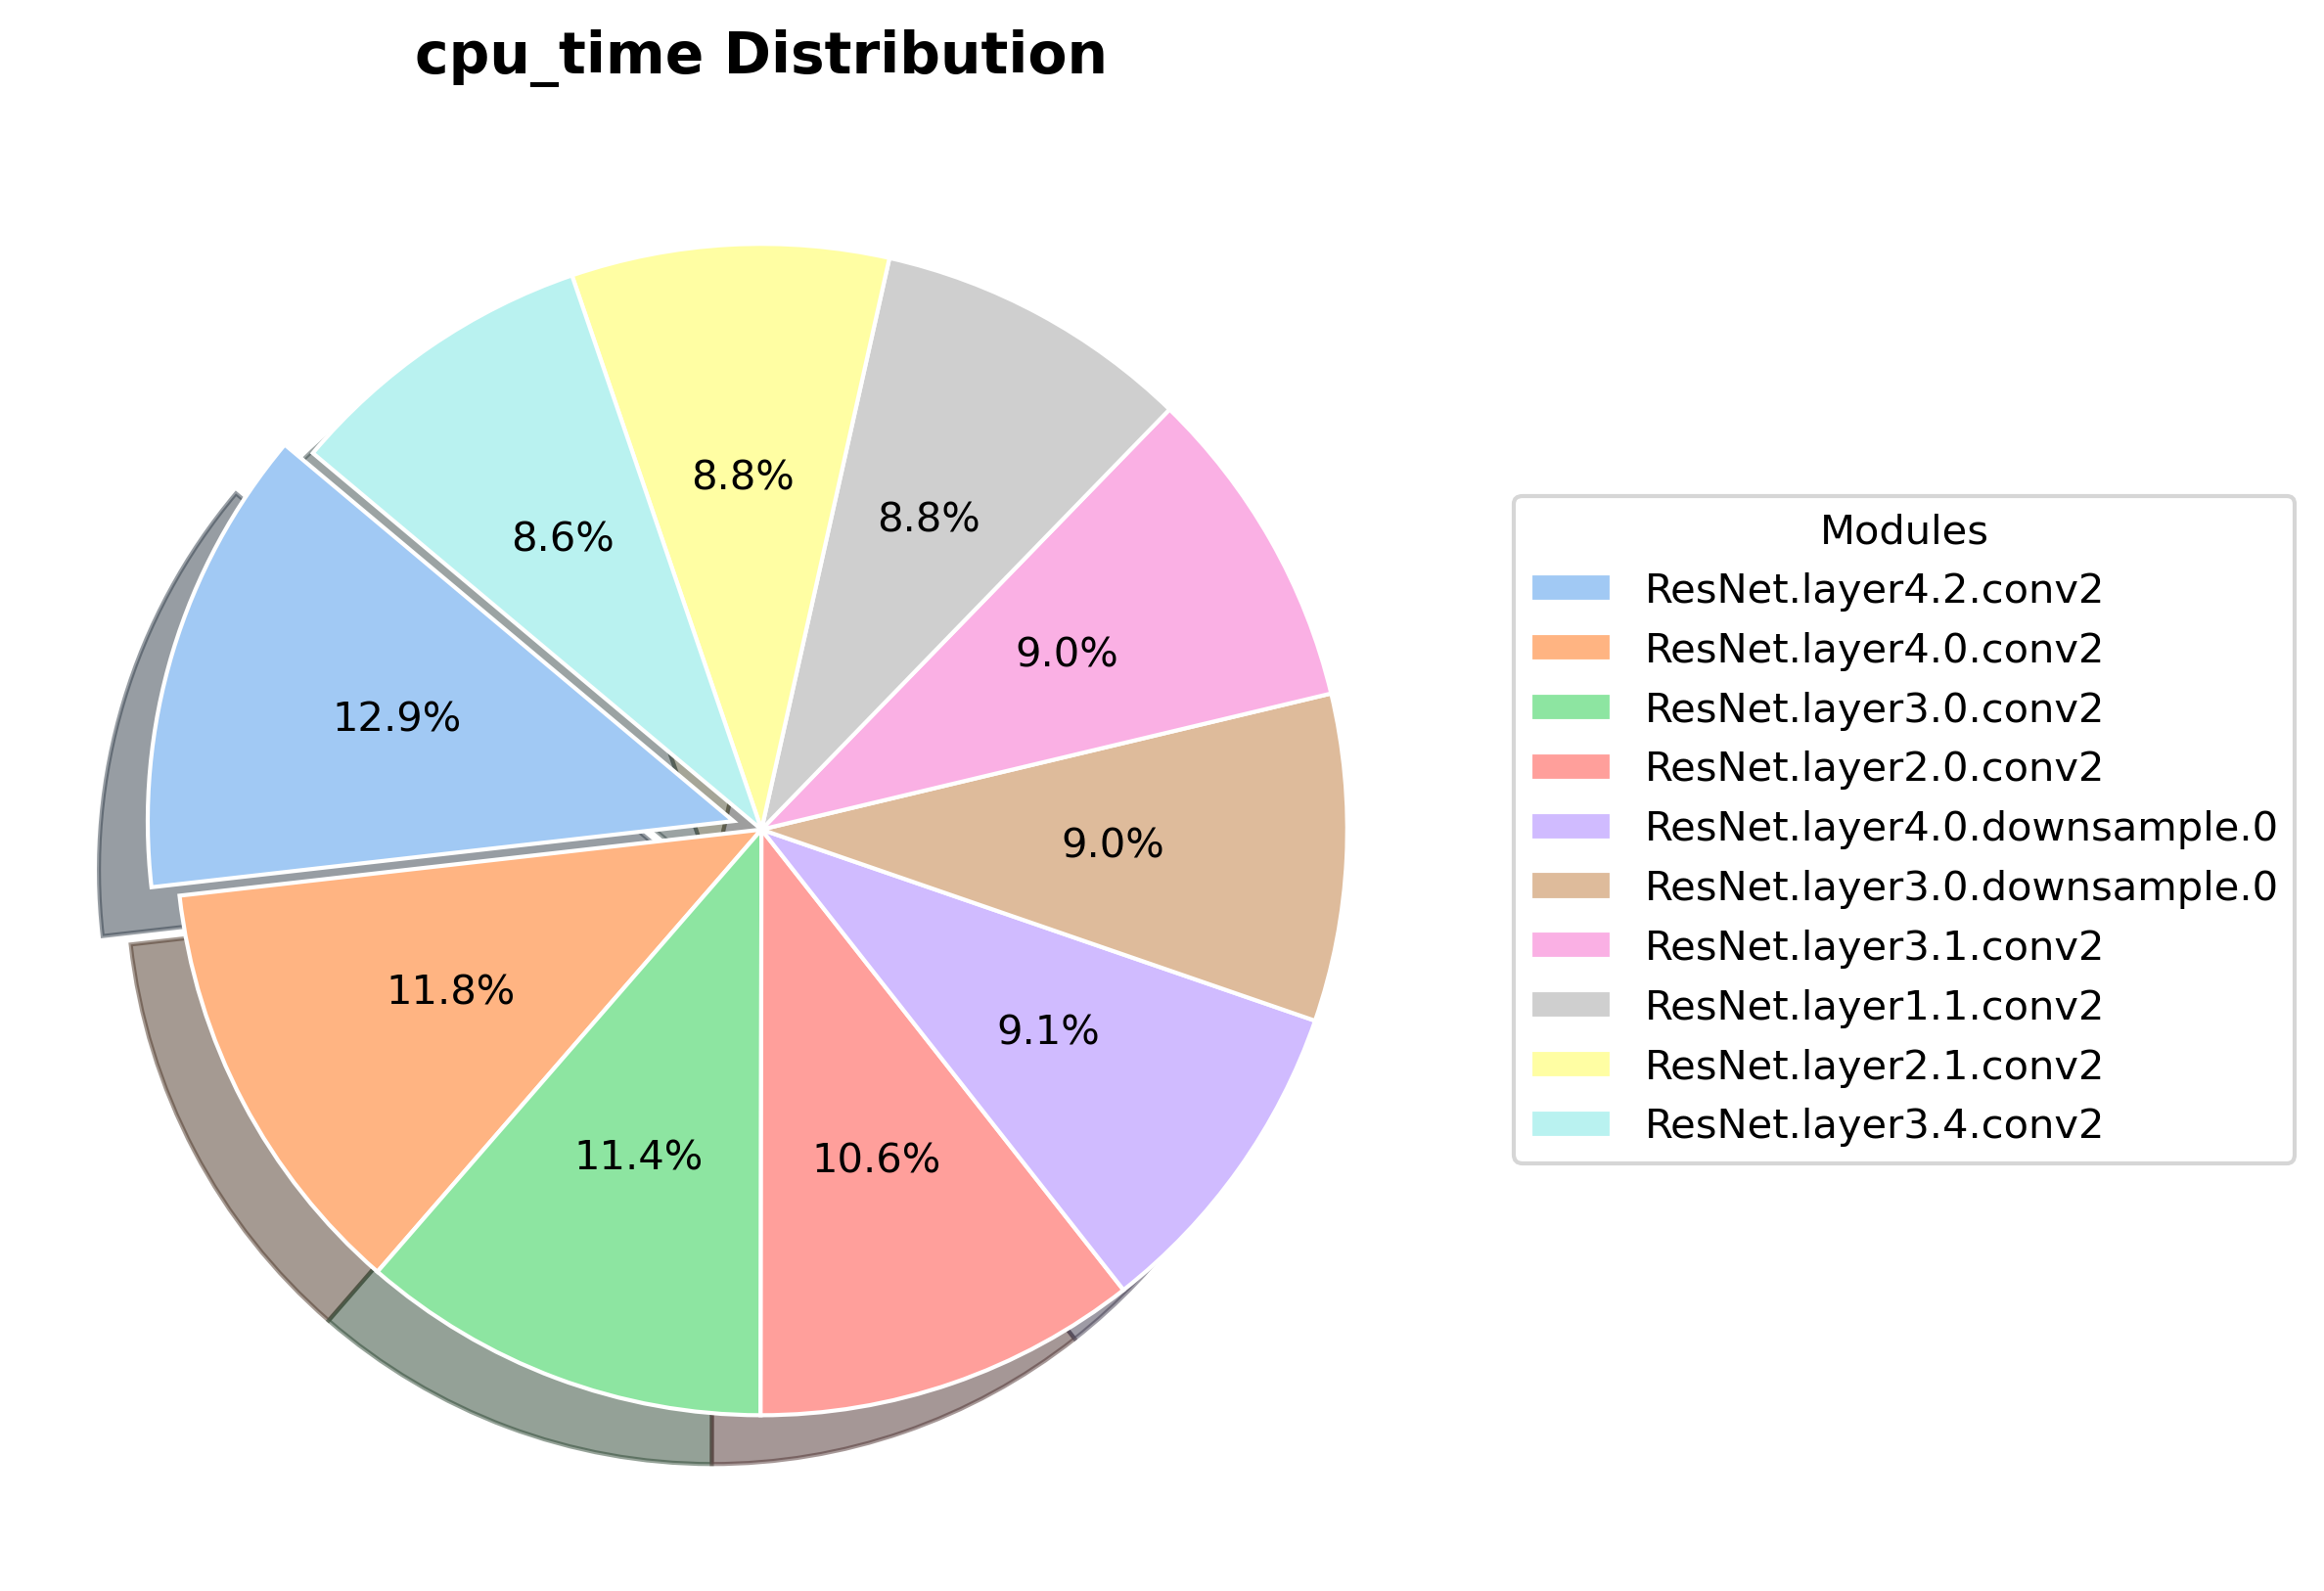 cpu_time Distribution
8.8%
8.8%
8.6%
9.0%
12.9%
9.0%
11.8%
9.1%
11.4%
10.6%
Modules
ResNet.layer4.2.conv2
ResNet.layer4.0.conv2
ResNet.layer3.0.conv2
ResNet.layer2.0.conv2
ResNet.layer4.0.downsample.0
ResNet.layer3.0.downsample.0
ResNet.layer3.1.conv2
ResNet.layer1.1.conv2
ResNet.layer2.1.conv2
ResNet.layer3.4.conv2